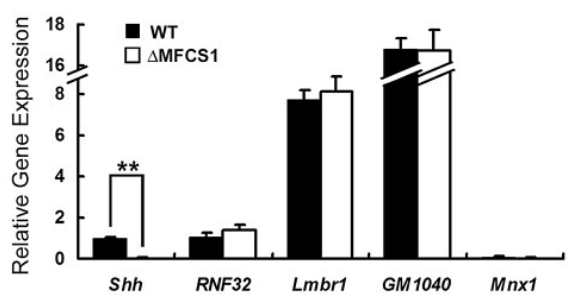 Relative Gene Expression
18
16
8
6
4
2
0
WT
ΔMFCS1
**
Shh RNF32 Lmbr1 GM1040 Mnx1